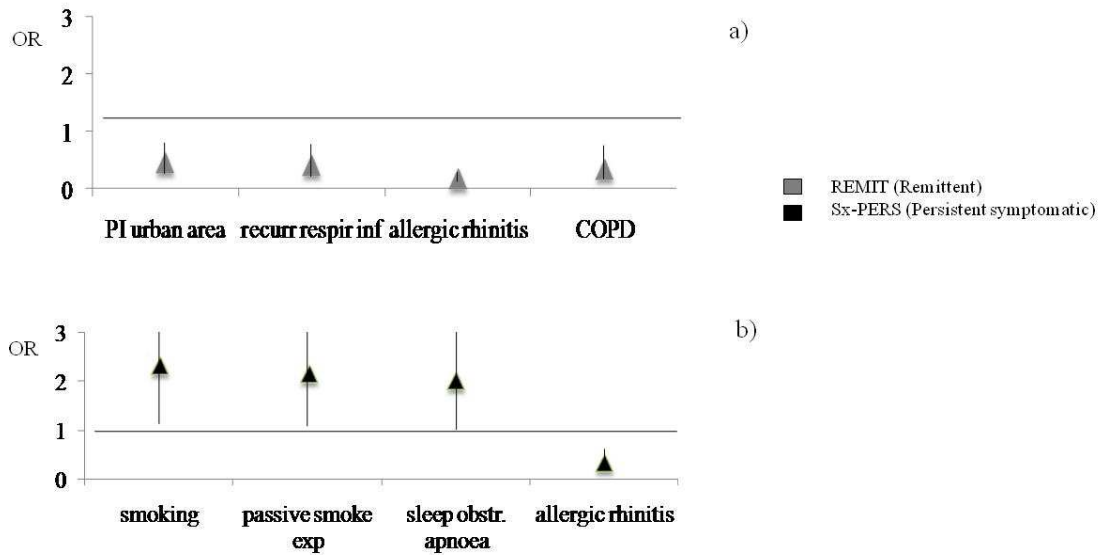 3
OR
a)
2
1
0
PI urban area recurr respir inf allergic rhinitis COPD
REMIT (Remittent)
Sx-PERS (Persistent symptomatic)
3
OR
b)
2
1
0
smoking passive smoke exp sleep obstr. apnoea allergic rhinitis